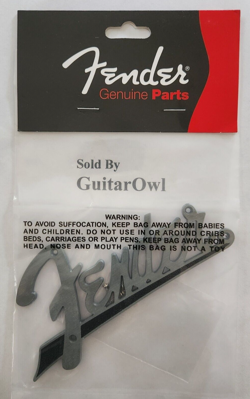 Fender®
Genuine Parts
Sold By
GuitarOwl
WARNING:
TO AVOID SUFFOCATION, KEEP BAG AWAY FROM BABIES
AND CHILDREN. DO NOT USE IN OR AROUND CRIBS
BEDS, CARRIAGES OR PLAY PENS. KEEP BAG AWAY FROM
HEAD, NOSE AND MOUTH. THIS BAG IS NOT A TOY
Fender